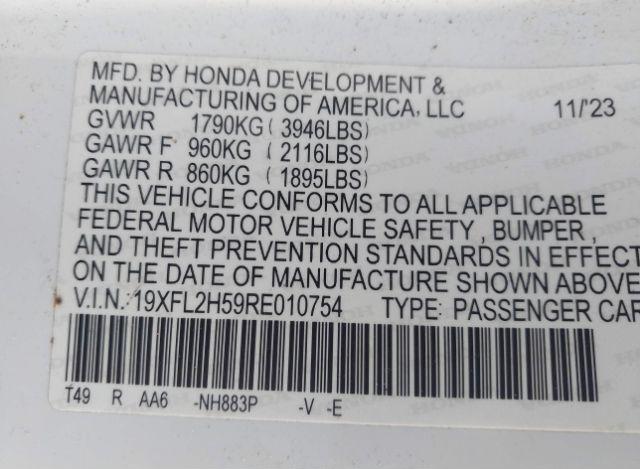 MFD. BY HONDA DEVELOPMENT &
MANUFACTURING OF AMERICA, LLC 11/'23
GVWR 1790KG ( 3946LBS)
GAWR F 960KG ( 2116LBS)
GAWR R 860KG ( 1895LBS)
THIS VEHICLE CONFORMS TO ALL APPLICABLE
FEDERAL MOTOR VEHICLE SAFETY , BUMPER ,
AND THEFT PREVENTION STANDARDS IN EFFECT
ON THE DATE OF MANUFACTURE SHOWN ABOVE
V.I.N.:19XFL2H59RE010754 TYPE: PASSENGER CAR
T49 R AA6 -NH883P -V -E